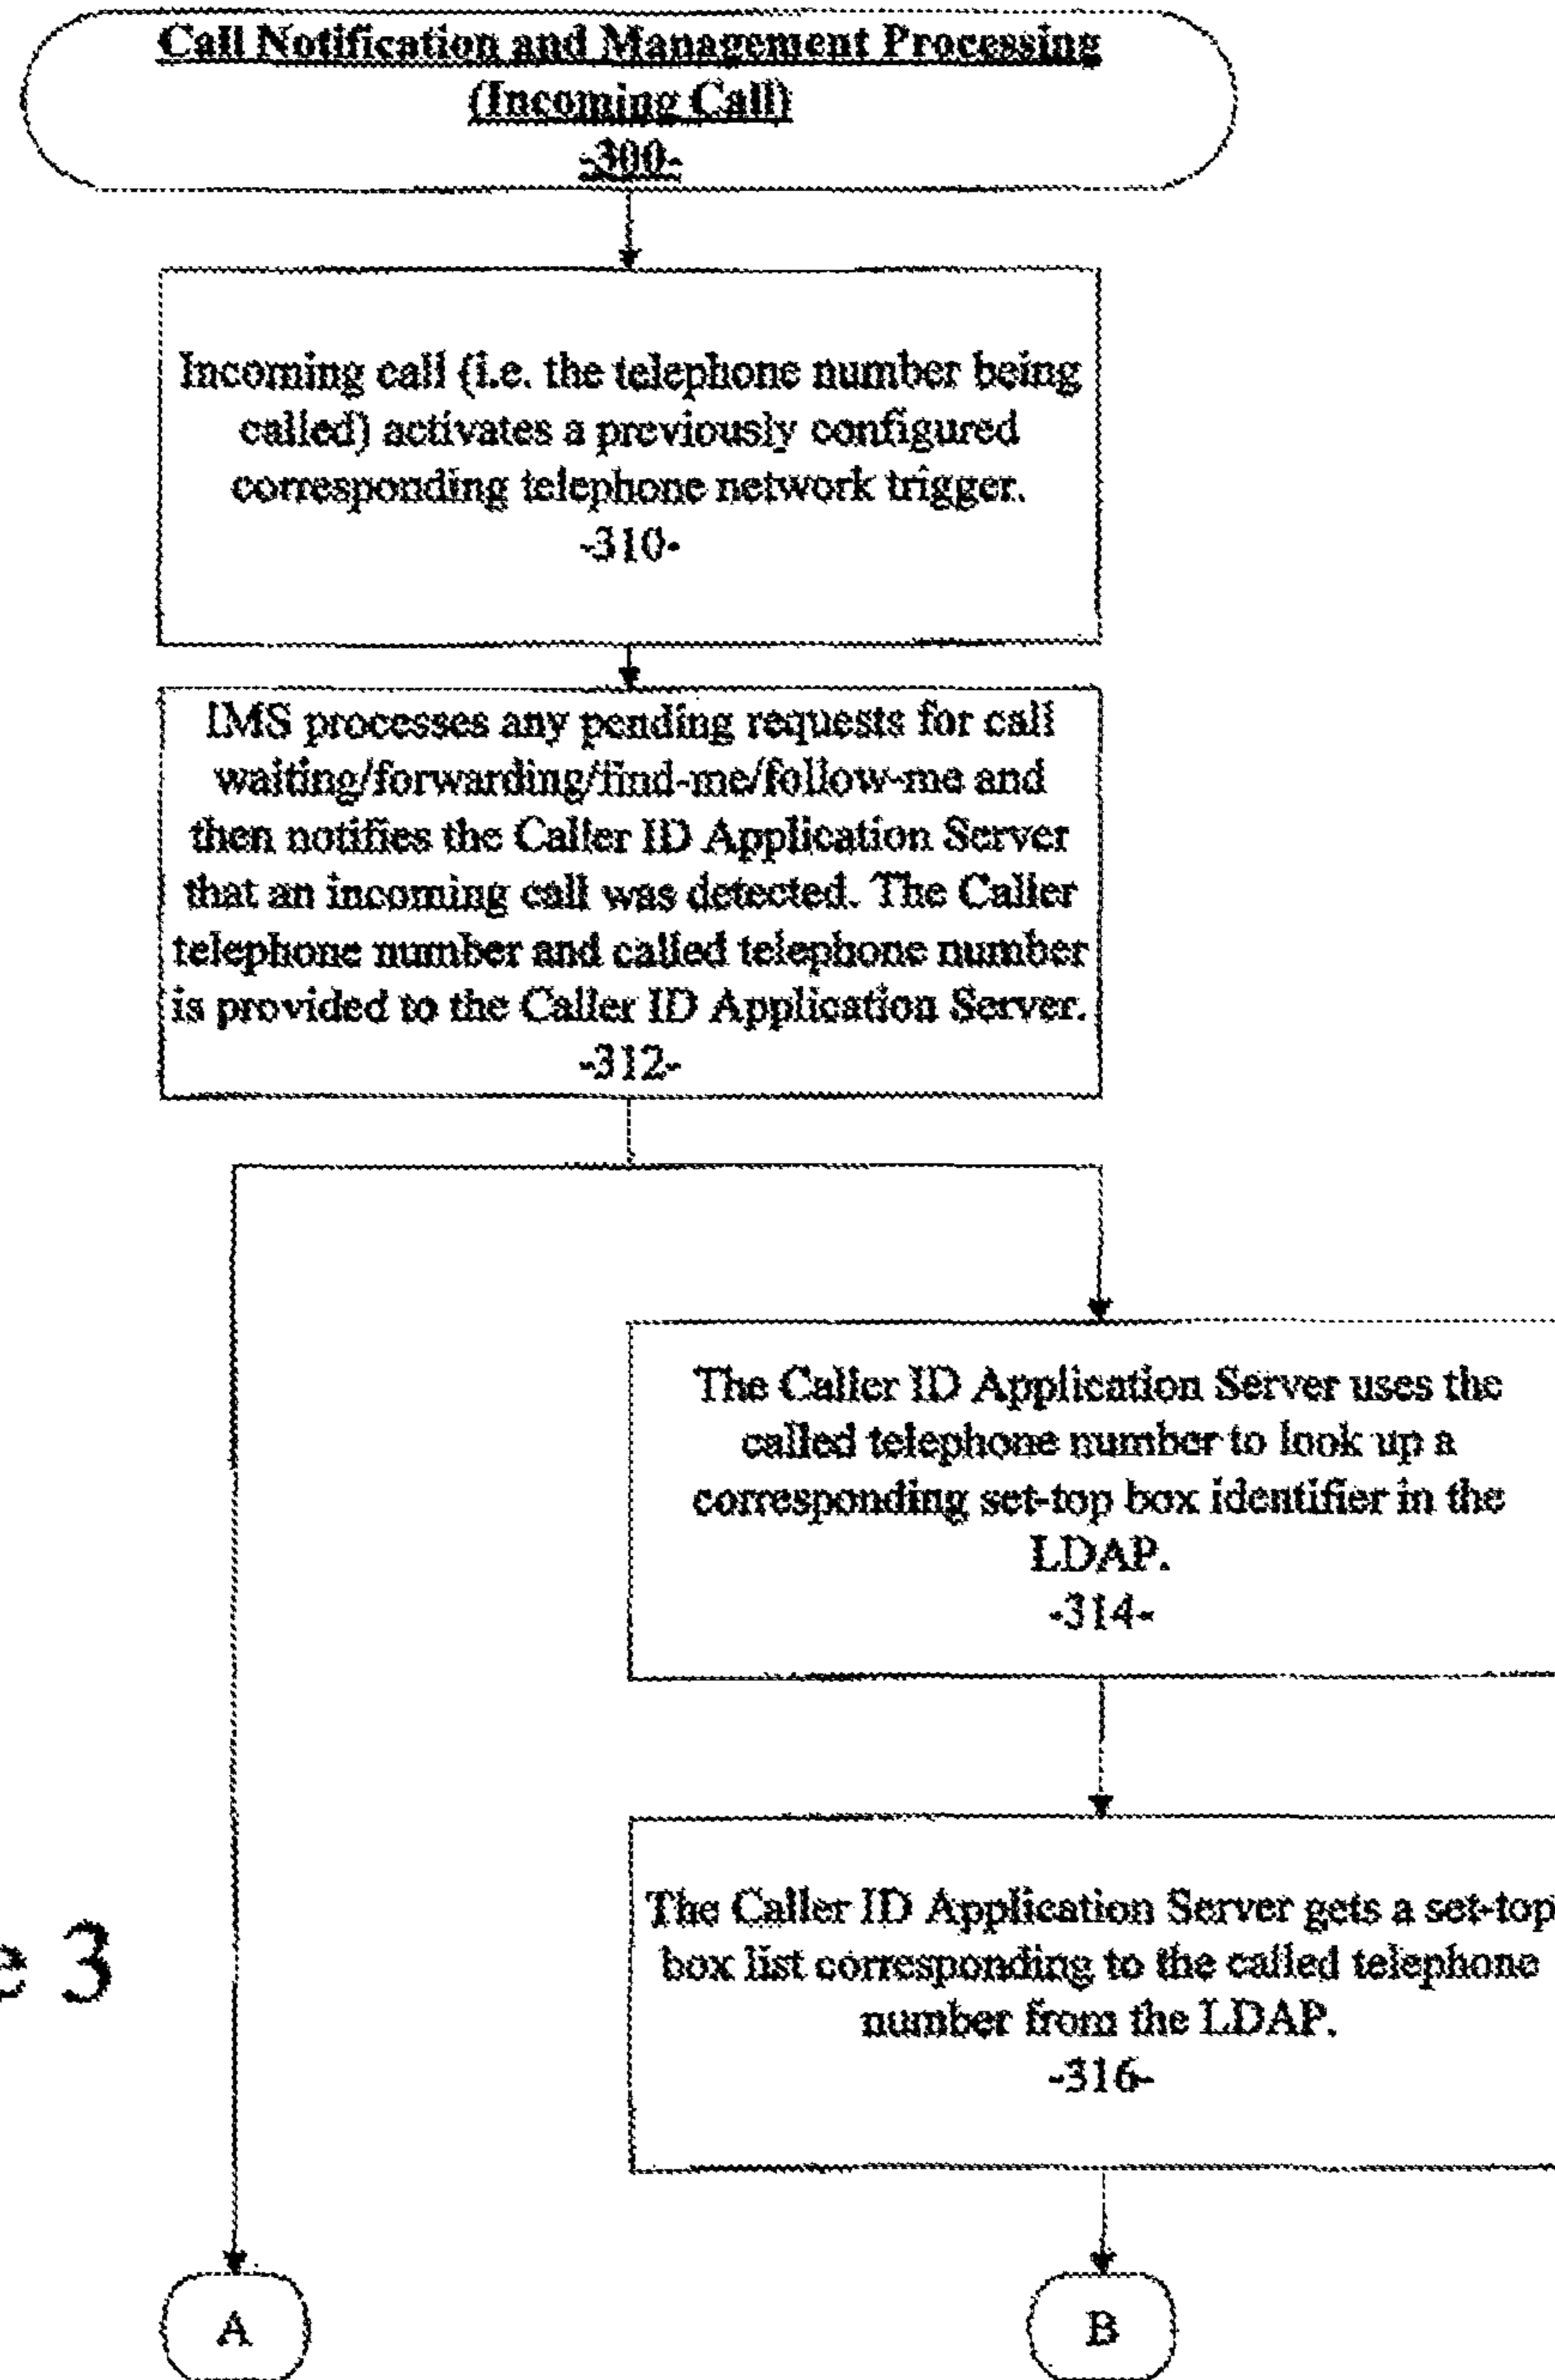 Call Notification and Management Processing
(Incoming Call)
-300-
Incoming call (i.e. the telephone number being
called) activates a previously configured
corresponding telephone network trigger.
-310-
IMS processes any pending requests for call
waiting/forwarding/find-me/follow-me and
then notifies the Caller ID Application Server
that an incoming call was detected. The Caller
telephone number and called telephone number
is provided to the Caller ID Application Server.
-312-
The Caller ID Application Server uses the
called telephone number to look up a
corresponding set-top box identifier in the
LDAP.
-314-
The Caller ID Application Server gets a set-top
box list corresponding to the called telephone
number from the LDAP.
-316-
e 3
A
B